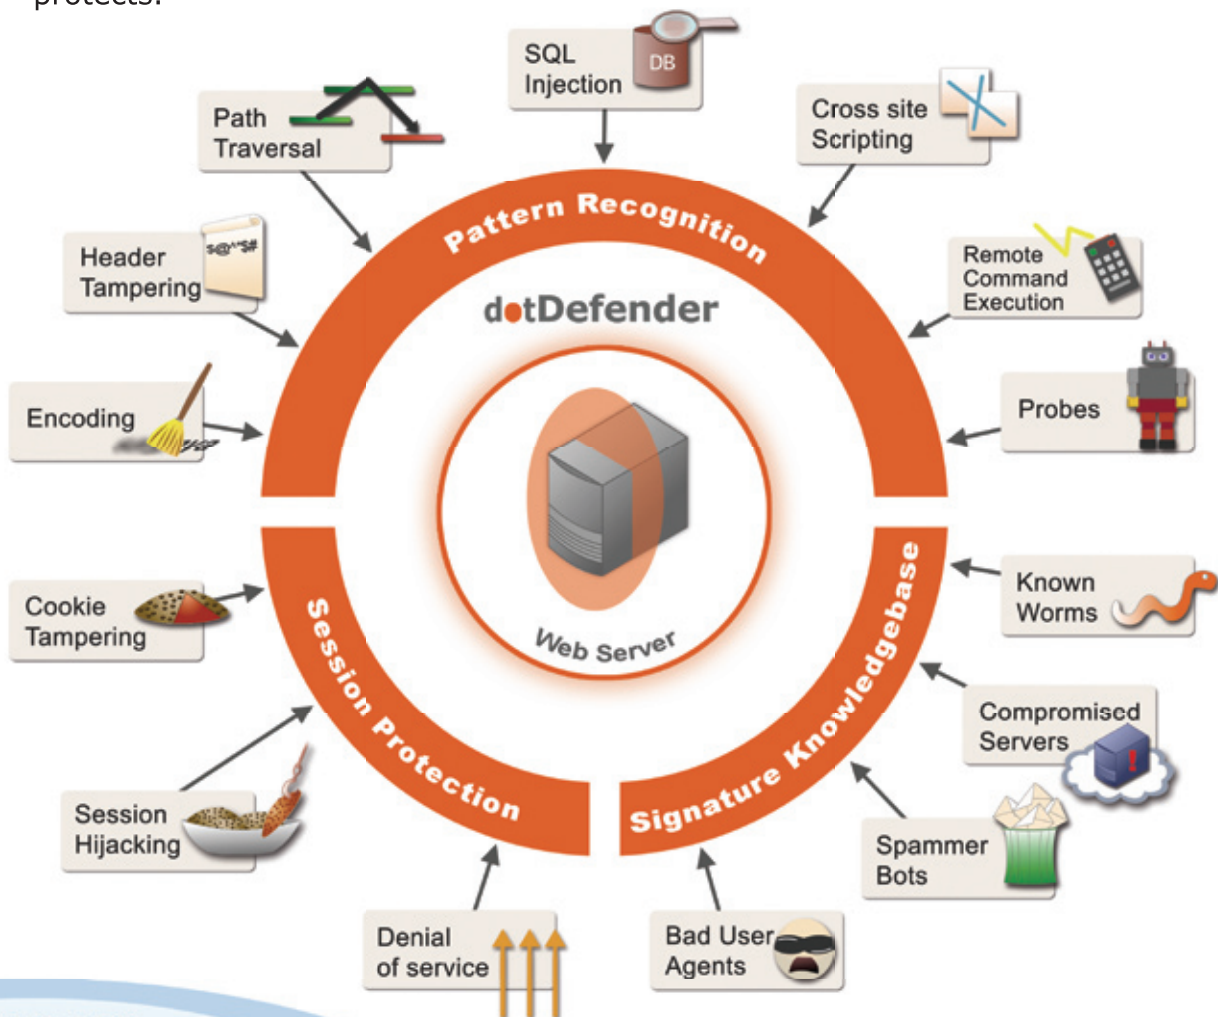 protects.
SQL
Injection
DB
Path
Traversal
Cross site
Scripting
Pattern Recognition
Header
Tampering
$@^"$#
Remote
Command
Execution
dotDefender
Encoding
Probes
Web Server
Cookie
Tampering
Session Protection
Signature Knowledgebase
Known
Worms
Compromised
Servers
!
Session
Hijacking
Spammer
Bots
Denial
of service
Bad User
Agents